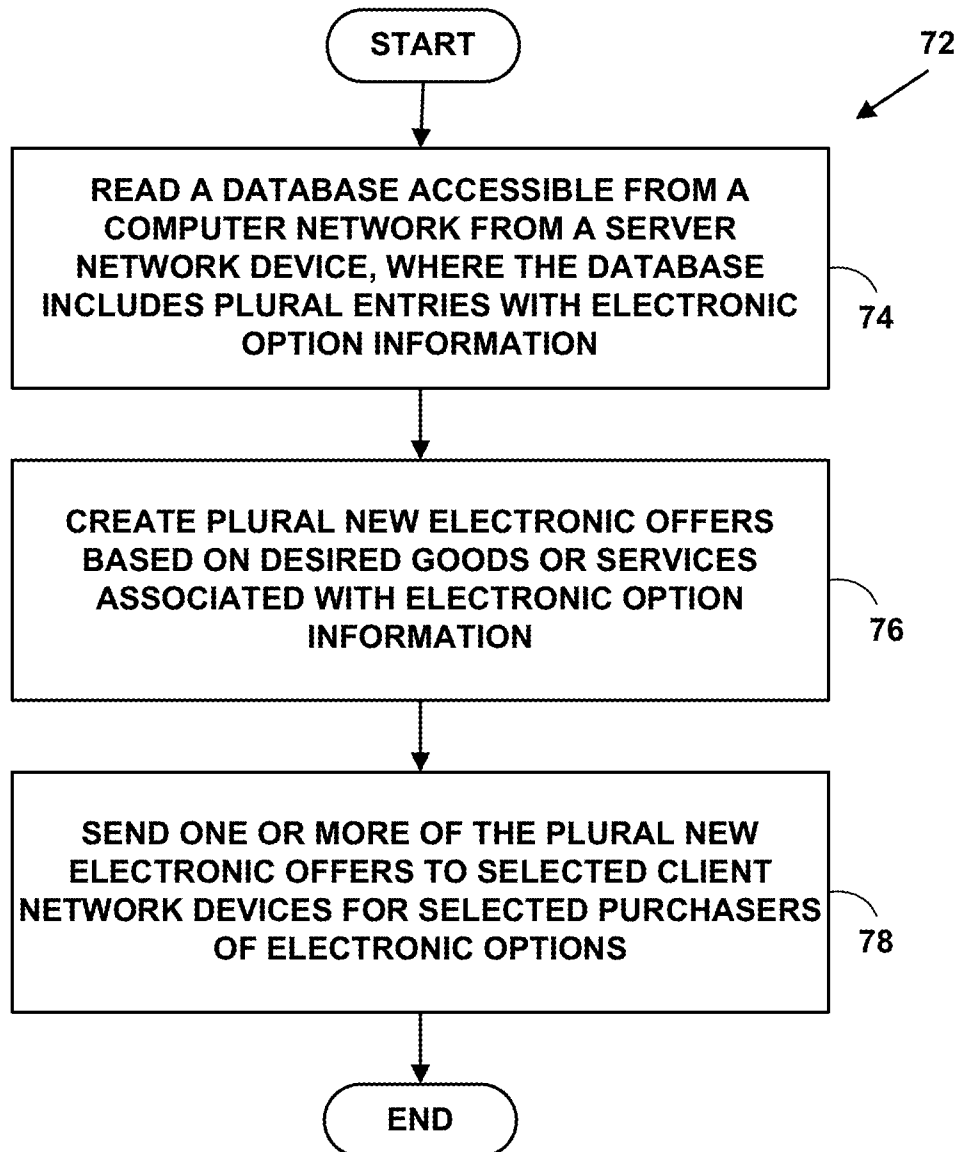 START
72
READ A DATABASE ACCESSIBLE FROM A
COMPUTER NETWORK FROM A SERVER
NETWORK DEVICE, WHERE THE DATABASE
INCLUDES PLURAL ENTRIES WITH ELECTRONIC
OPTION INFORMATION
74
CREATE PLURAL NEW ELECTRONIC OFFERS
BASED ON DESIRED GOODS OR SERVICES
ASSOCIATED WITH ELECTRONIC OPTION
INFORMATION
76
SEND ONE OR MORE OF THE PLURAL NEW
ELECTRONIC OFFERS TO SELECTED CLIENT
NETWORK DEVICES FOR SELECTED PURCHASERS
OF ELECTRONIC OPTIONS
78
END